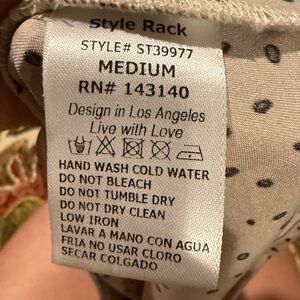 Style Rack
STYLE# ST39977
MEDIUM
RN# 143140
Design in Los Angeles
Live with Love
HAND WASH COLD WATER
DO NOT BLEACH
DO NOT TUMBLE DRY
DO NOT DRY CLEAN
LOW IRON
LAVAR A MANO CON AGUA
FRIA NO USAR CLORO
SECAR COLGADO